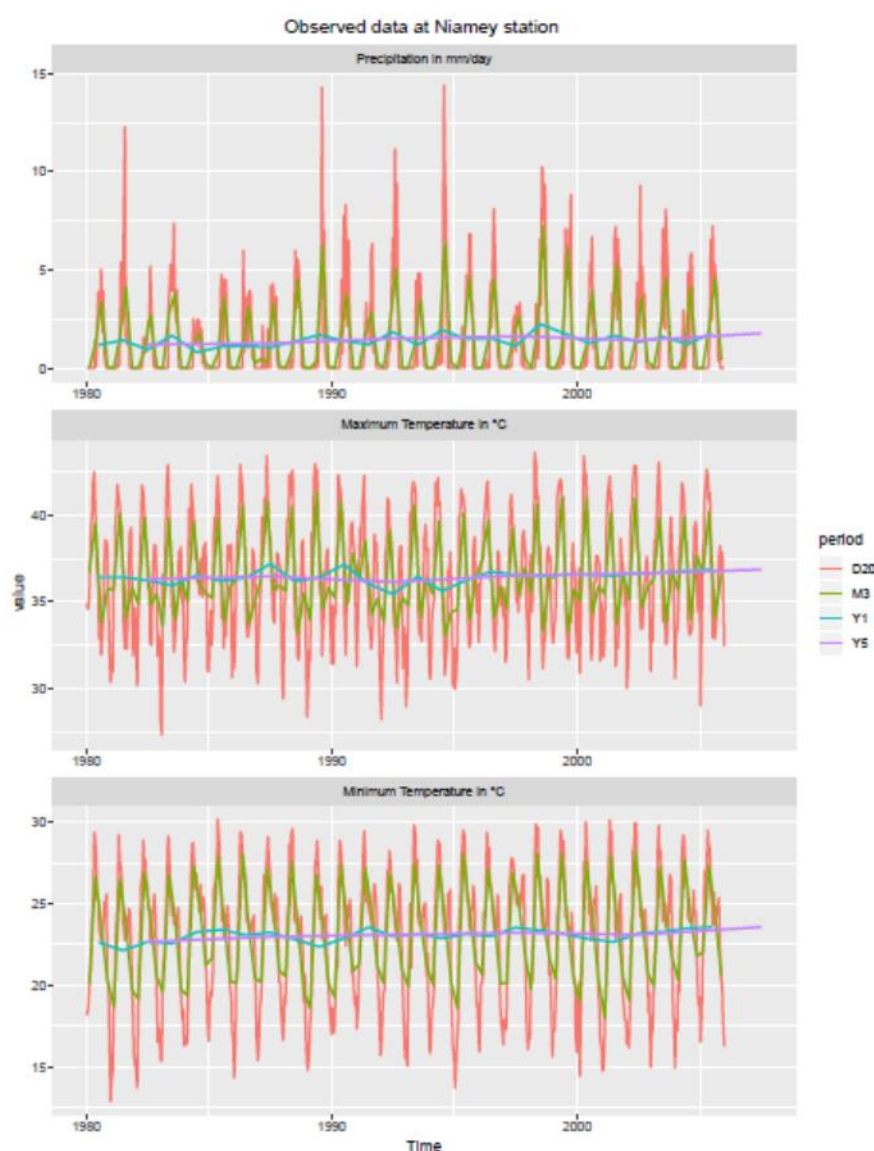 Observed data at Niamey station
Precipitation in mm/day
15
10
5
0
1980 1990 2000
Maximum Temperature in °C
40
35
30
1980 1990 2000
Minimum Temperature in °C
30
25
20
15
1980 1990 2000
Time
value
period
D20
M3
Y1
Y5